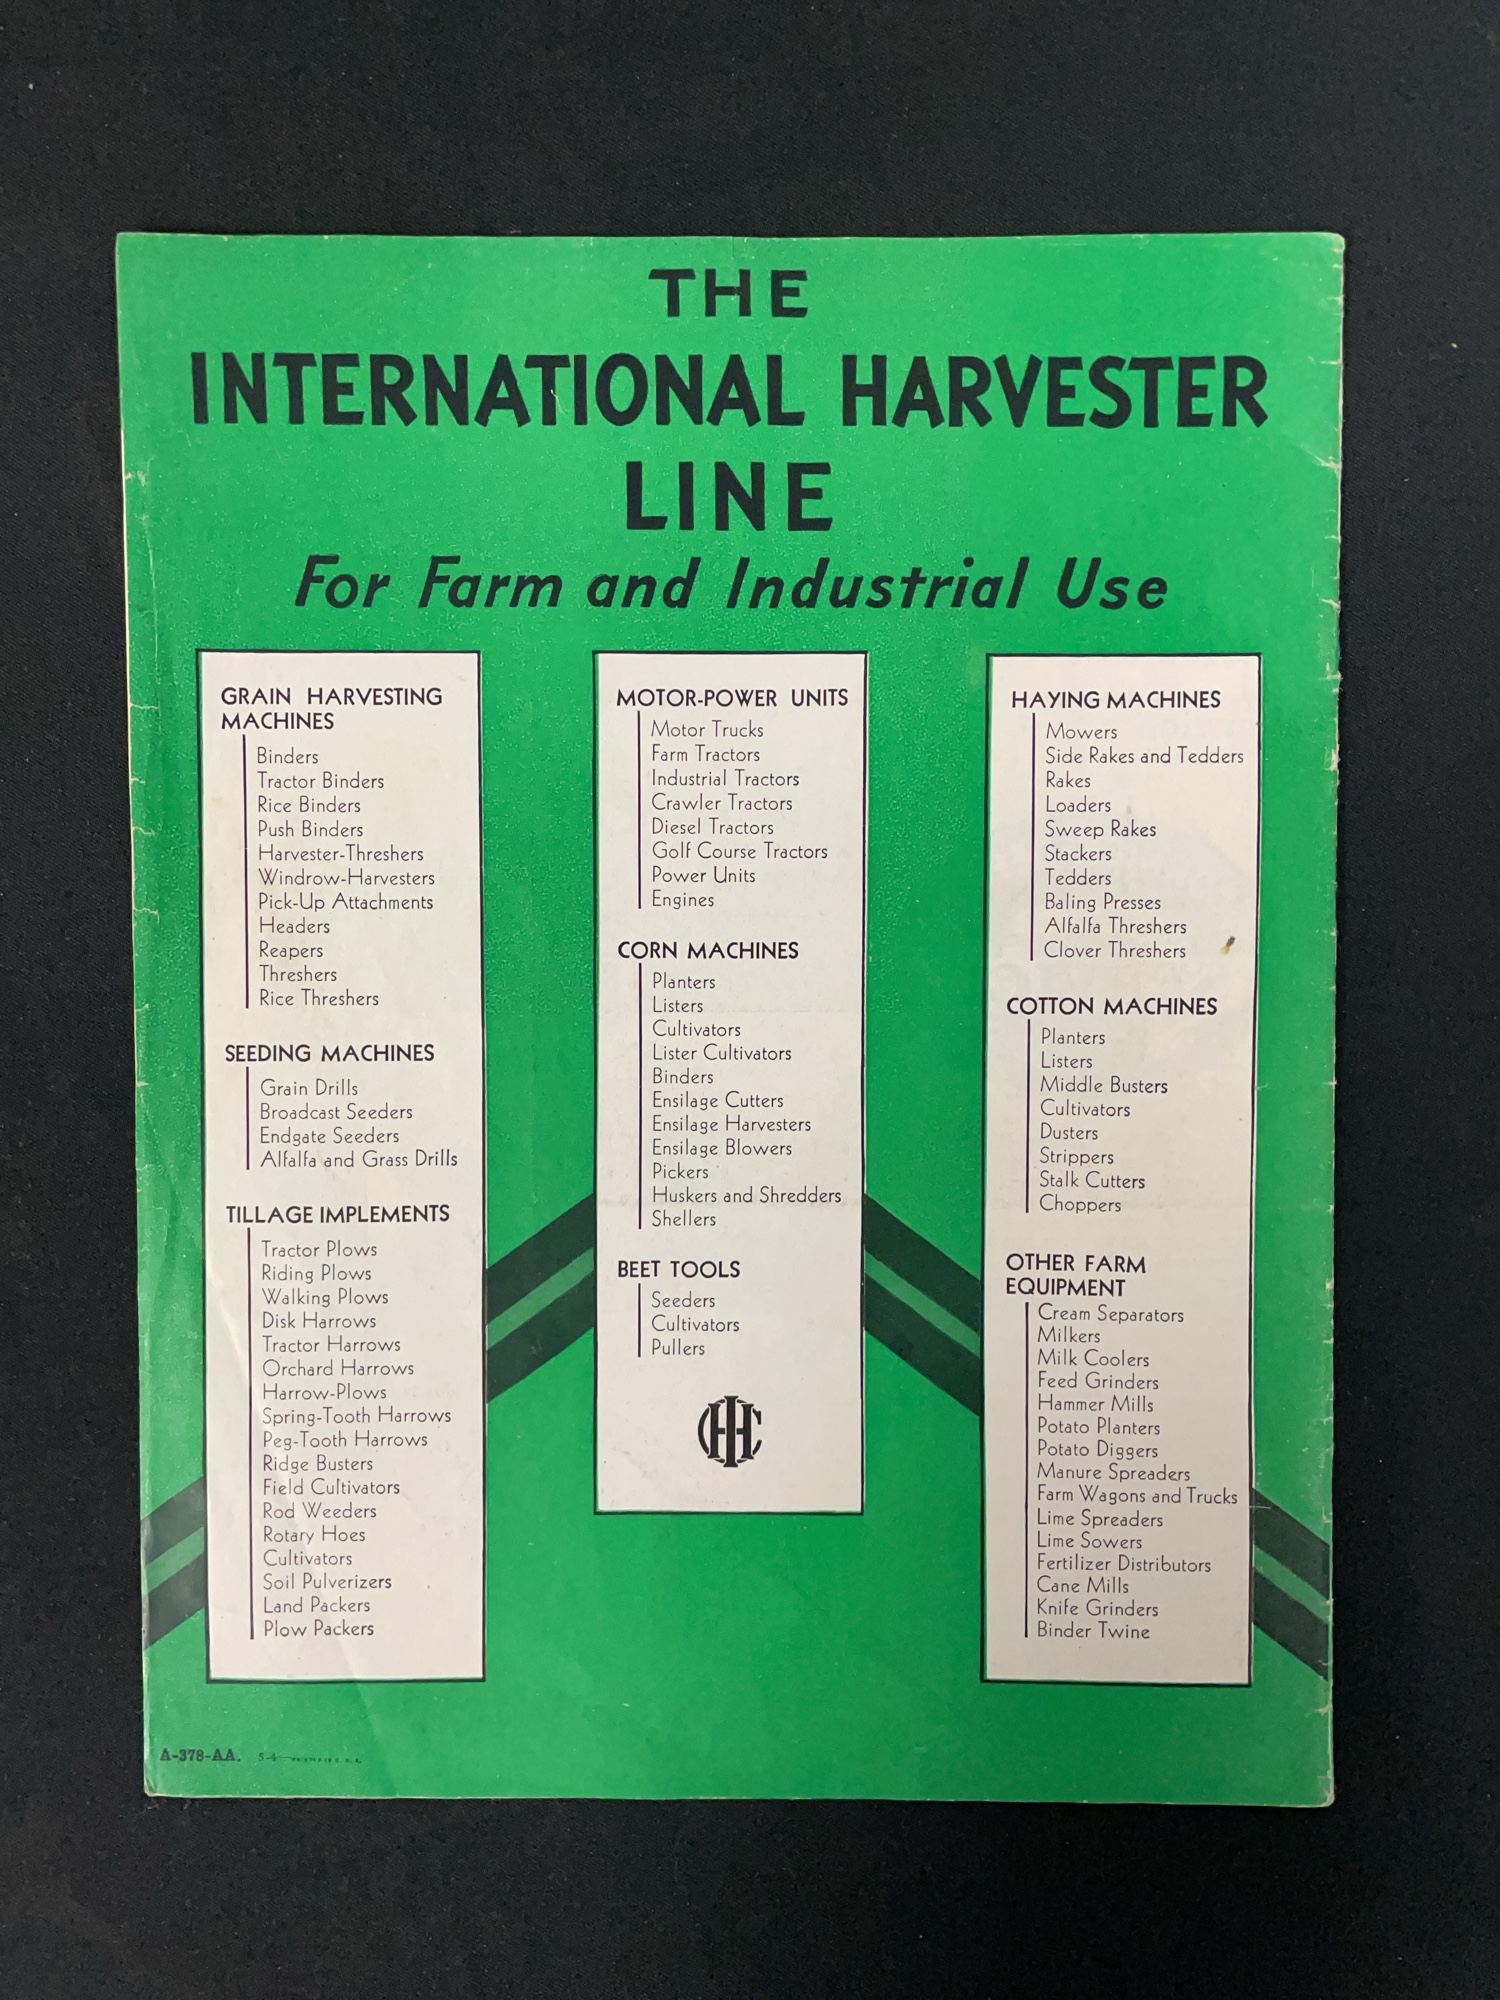 THE
INTERNATIONAL HARVESTER
LINE
For Farm and Industrial Use
GRAIN HARVESTING
MACHINES
Binders
Tractor Binders
Rice Binders
Push Binders
Harvester-Threshers
Windrow-Harvesters
Pick-Up Attachments
Headers
Reapers
Threshers
Rice Threshers
SEEDING MACHINES
Grain Drills
Broadcast Seeders
Endgate Seeders
Alfalfa and Grass Drills
TILLAGE IMPLEMENTS
Tractor Plows
Riding Plows
Walking Plows
Disk Harrows
Tractor Harrows
Orchard Harrows
Harrow-Plows
Spring-Tooth Harrows
Peg-Tooth Harrows
Ridge Busters
Field Cultivators
Rod Weeders
Rotary Hoes
Cultivators
Soil Pulverizers
Land Packers
Plow Packers
MOTOR-POWER UNITS
Motor Trucks
Farm Tractors
Industrial Tractors
Crawler Tractors
Diesel Tractors
Golf Course Tractors
Power Units
Engines
CORN MACHINES
Planters
Listers
Cultivators
Lister Cultivators
Binders
Ensilage Cutters
Ensilage Harvesters
Ensilage Blowers
Pickers
Huskers and Shredders
Shellers
BEET TOOLS
Seeders
Cultivators
Pullers
IHC
HAYING MACHINES
Mowers
Side Rakes and Tedders
Rakes
Loaders
Sweep Rakes
Stackers
Tedders
Baling Presses
Alfalfa Threshers
Clover Threshers
COTTON MACHINES
Planters
Listers
Middle Busters
Cultivators
Dusters
Strippers
Stalk Cutters
Choppers
OTHER FARM
EQUIPMENT
Cream Separators
Milkers
Milk Coolers
Feed Grinders
Hammer Mills
Potato Planters
Potato Diggers
Manure Spreaders
Farm Wagons and Trucks
Lime Spreaders
Lime Sowers
Fertilizer Distributors
Cane Mills
Knife Grinders
Binder Twine
A-378-AA.